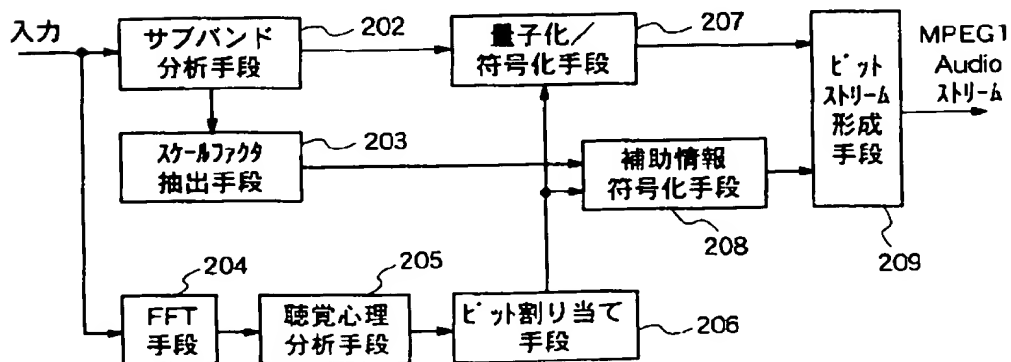 入力
サブバンド
分析手段
202
量子化/
符号化手段
207
ビット
ストリーム
形成
手段
MPEG1
Audio
ストリーム
スケールファクタ
抽出手段
203
補助情報
符号化手段
208
209
204
205
FFT
手段
聴覚心理
分析手段
ビット割り当て
手段
206